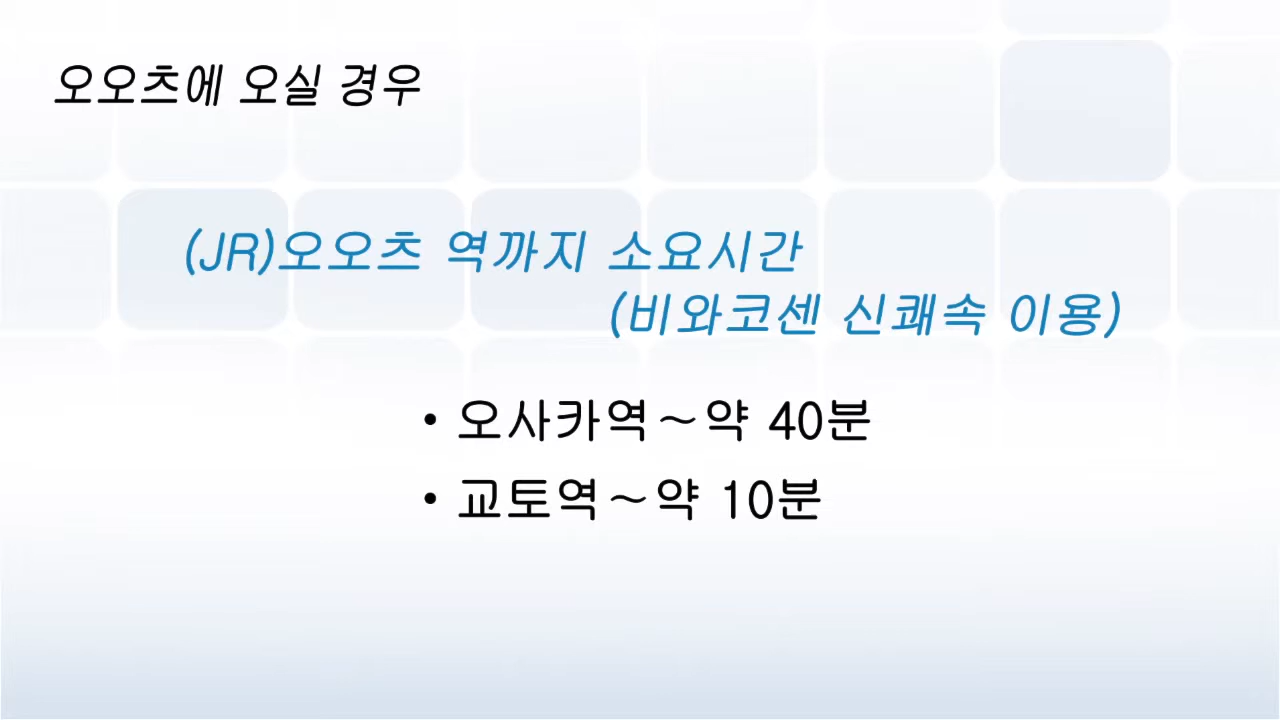 오오츠에 오실 경우
(JR)오오츠 역까지 소요시간
(비와코센 신쾌속 이용)
• 오사카역～약 40분
• 교토역～약 10분